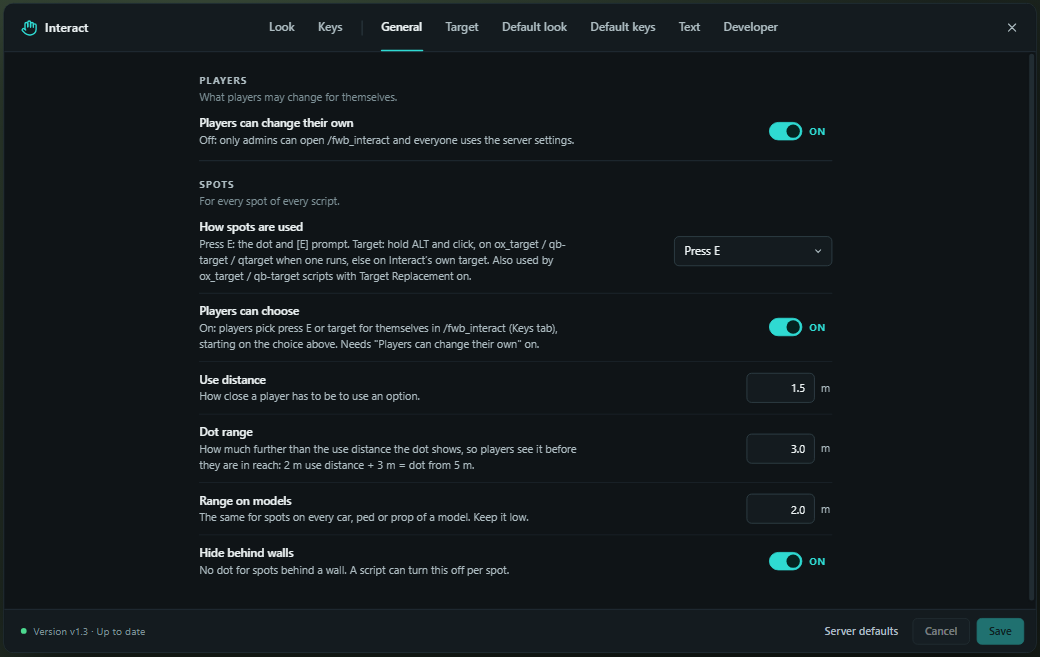 Interact
Look Keys General Target Default look Default keys Text Developer
PLAYERS
What players may change for themselves.
Players can change their own
Off: only admins can open /fwb_interact and everyone uses the server settings.
ON
SPOTS
For every spot of every script.
How spots are used
Press E: the dot and [E] prompt. Target: hold ALT and click, on ox_target / qb-
target / qtarget when one runs, else on Interact's own target. Also used by
ox_target / qb-target scripts with Target Replacement on.
Press E
Players can choose
On: players pick press E or target for themselves in /fwb_interact (Keys tab),
starting on the choice above. Needs "Players can change their own" on.
ON
Use distance
How close a player has to be to use an option.
1.5 m
Dot range
How much further than the use distance the dot shows, so players see it before
they are in reach: 2 m use distance + 3 m = dot from 5 m.
3.0 m
Range on models
The same for spots on every car, ped or prop of a model. Keep it low.
2.0 m
Hide behind walls
No dot for spots behind a wall. A script can turn this off per spot.
ON
Version v1.3 · Up to date
Server defaults Cancel Save